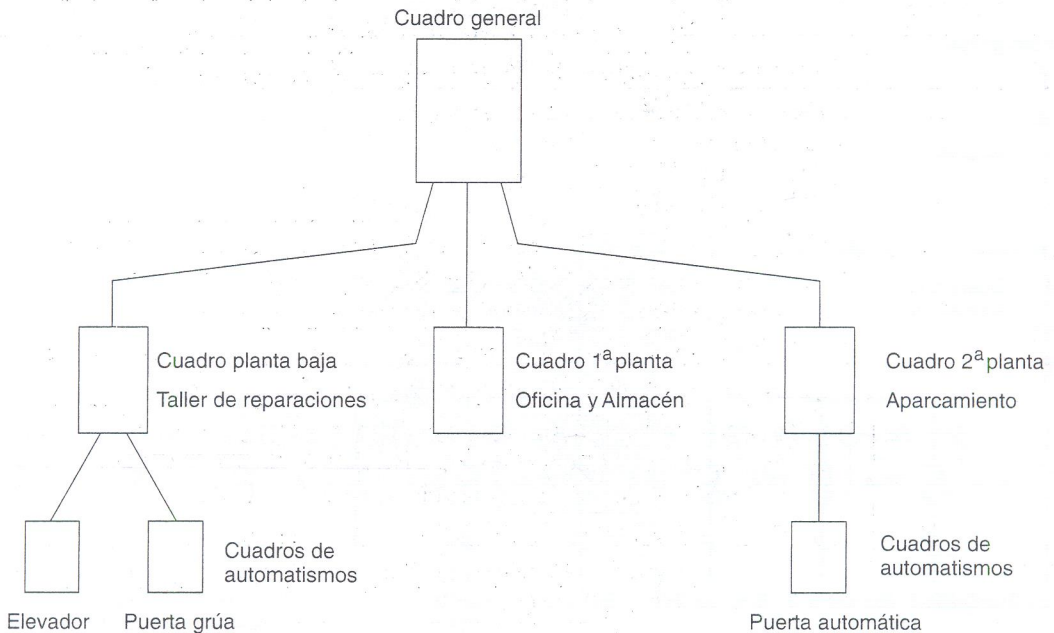 Cuadro general
Cuadro planta baja
Taller de reparaciones
Cuadro 1ª planta
Oficina y Almacén
Cuadro 2ª planta
Aparcamiento
Cuadros de
automatismos
Elevador
Puerta grúa
Cuadros de
automatismos
Puerta automática